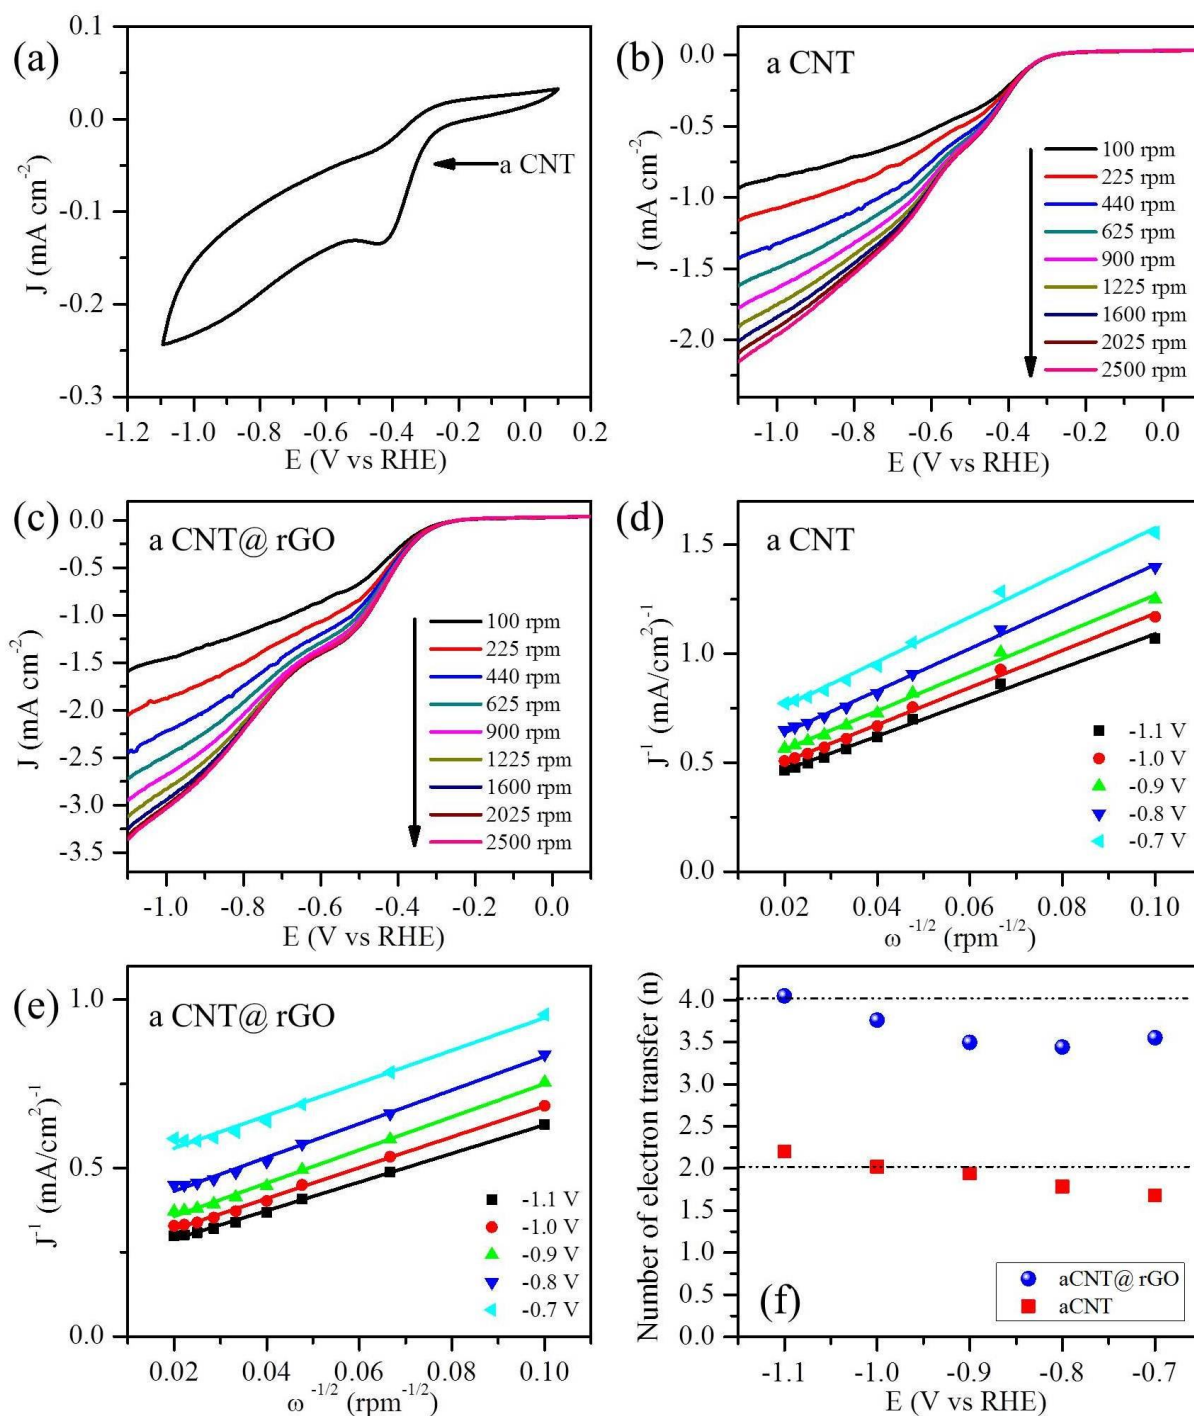 (a)
0.1
0.0
-0.1
-0.2
-0.3
J (mA cm-2)
a CNT
-1.2 -1.0 -0.8 -0.6 -0.4 -0.2 0.0 0.2
E (V vs RHE)
(b)
a CNT
0.0
-0.5
-1.0
-1.5
-2.0
J (mA cm-2)
100 rpm
225 rpm
440 rpm
625 rpm
900 rpm
1225 rpm
1600 rpm
2025 rpm
2500 rpm
-1.0 -0.8 -0.6 -0.4 -0.2 0.0
E (V vs RHE)
(c)
a CNT@ rGO
0.0
-0.5
-1.0
-1.5
-2.0
-2.5
-3.0
-3.5
J (mA cm-2)
100 rpm
225 rpm
440 rpm
625 rpm
900 rpm
1225 rpm
1600 rpm
2025 rpm
2500 rpm
-1.0 -0.8 -0.6 -0.4 -0.2 0.0
E (V vs RHE)
(d)
a CNT
1.5
1.0
0.5
0.0
J-1 (mA/cm2)-1
-1.1 V
-1.0 V
-0.9 V
-0.8 V
-0.7 V
0.02 0.04 0.06 0.08 0.10
ω -1/2 (rpm-1/2)
(e)
a CNT@ rGO
1.0
0.5
0.0
J-1 (mA/cm2)-1
-1.1 V
-1.0 V
-0.9 V
-0.8 V
-0.7 V
0.02 0.04 0.06 0.08 0.10
ω -1/2 (rpm-1/2)
4.0
3.5
3.0
2.5
2.0
1.5
1.0
0.5
0.0
Number of electron transfer (n)
aCNT@ rGO
aCNT
(f)
-1.1 -1.0 -0.9 -0.8 -0.7
E (V vs RHE)